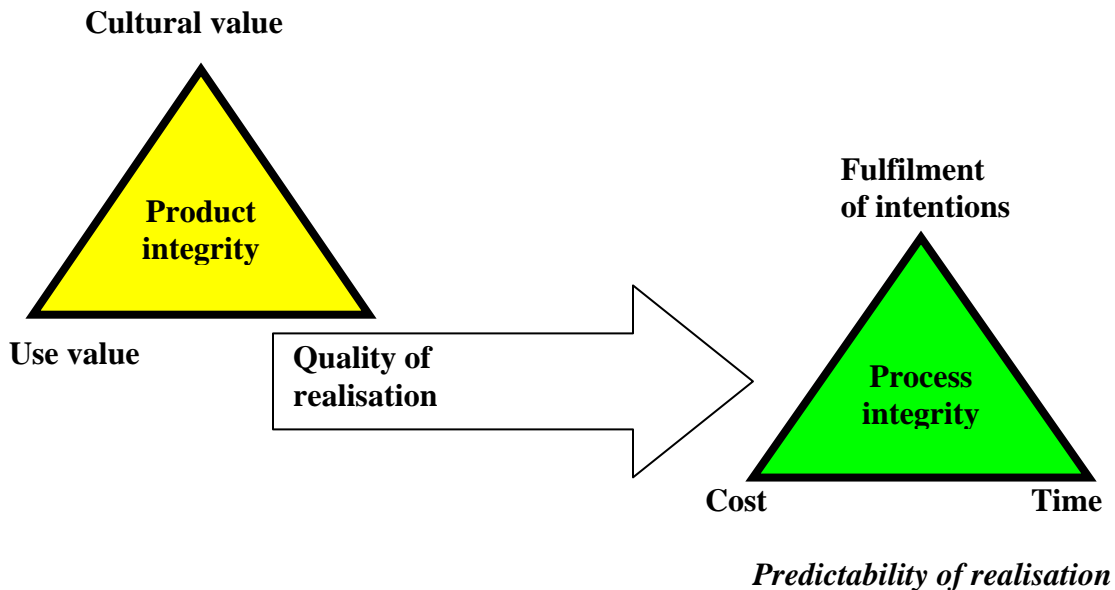 Cultural value
Product
integrity
Use value
Quality of
realisation
Fulfilment
of intentions
Process
integrity
Cost
Time
Predictability of realisation